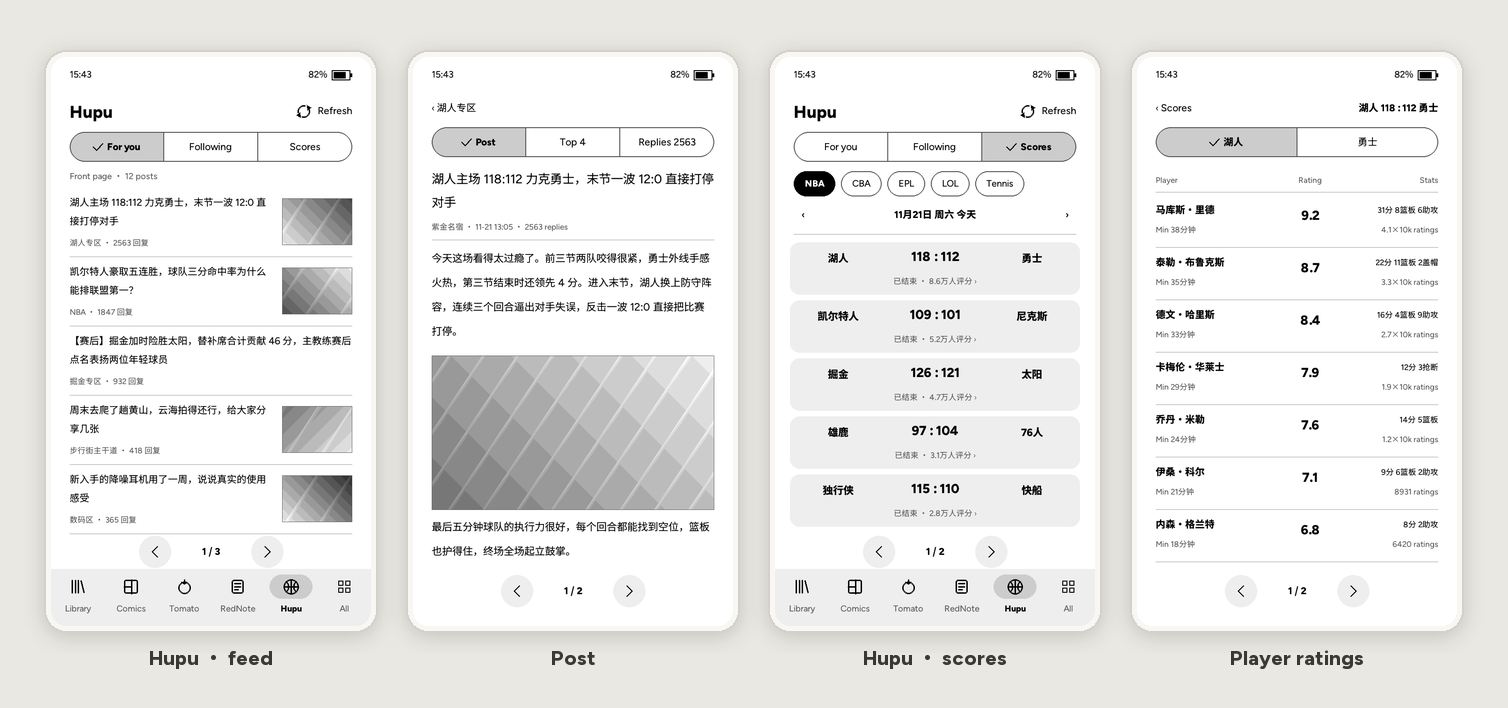 15:43
82%
Hupu
Refresh
For you
Following
Scores
Front page • 12 posts
湖人主场 118:112 力克勇士，末节一波 12:0 直
接打停对手
湖人专区 • 2563 回复
凯尔特人豪取五连胜，球队三分命中率为什么
能排联盟第一？
NBA • 1847 回复
【赛后】掘金加时险胜太阳，替补席合计贡献 46 分，主教练赛后
点名表扬两位年轻球员
掘金专区 • 932 回复
周末去爬了趟黄山，云海拍得还行，给大家分
享几张
步行街主干道 • 418 回复
新入手的降噪耳机用了一周，说说真实的使用
感受
数码区 • 365 回复
1 / 3
Library
Comics
Tomato
RedNote
Hupu
All
Hupu • feed
15:43
82%
‹ 湖人专区
Post
Top 4
Replies 2563
湖人主场 118:112 力克勇士，末节一波 12:0 直接打停
对手
紫金名宿 • 11-21 13:05 • 2563 replies
今天这场看得太过瘾了。前三节两队咬得很紧，勇士外线手感
火热，第三节结束时还领先 4 分。进入末节，湖人换上防守阵
容，连续三个回合逼出对手失误，反击一波 12:0 直接把比赛
打停。
最后五分钟球队的执行力很好，每个回合都能找到空位，篮板
也护得住，终场全场起立鼓掌。
1 / 2
Post
15:43
82%
Hupu
Refresh
For you
Following
Scores
NBA
CBA
EPL
LOL
Tennis
‹ 11月21日 周六 今天 ›
湖人 118 : 112 勇士
已结束 • 8.6万人评分 ›
凯尔特人 109 : 101 尼克斯
已结束 • 5.2万人评分 ›
掘金 126 : 121 太阳
已结束 • 4.7万人评分 ›
雄鹿 97 : 104 76人
已结束 • 3.1万人评分 ›
独行侠 115 : 110 快船
已结束 • 2.8万人评分 ›
1 / 2
Library
Comics
Tomato
RedNote
Hupu
All
Hupu • scores
15:43
82%
‹ Scores
湖人 118 : 112 勇士
湖人
勇士
Player Rating Stats
马库斯・里德 9.2 31分 8篮板 6助攻
Min 38分钟 4.1×10k ratings
泰勒・布鲁克斯 8.7 22分 11篮板 2盖帽
Min 35分钟 3.3×10k ratings
德文・哈里斯 8.4 16分 4篮板 9助攻
Min 33分钟 2.7×10k ratings
卡梅伦・华莱士 7.9 12分 3抢断
Min 29分钟 1.9×10k ratings
乔丹・米勒 7.6 14分 5篮板
Min 24分钟 1.2×10k ratings
伊桑・科尔 7.1 9分 6篮板 2助攻
Min 21分钟 8931 ratings
内森・格兰特 6.8 8分 2助攻
Min 18分钟 6420 ratings
1 / 2
Player ratings